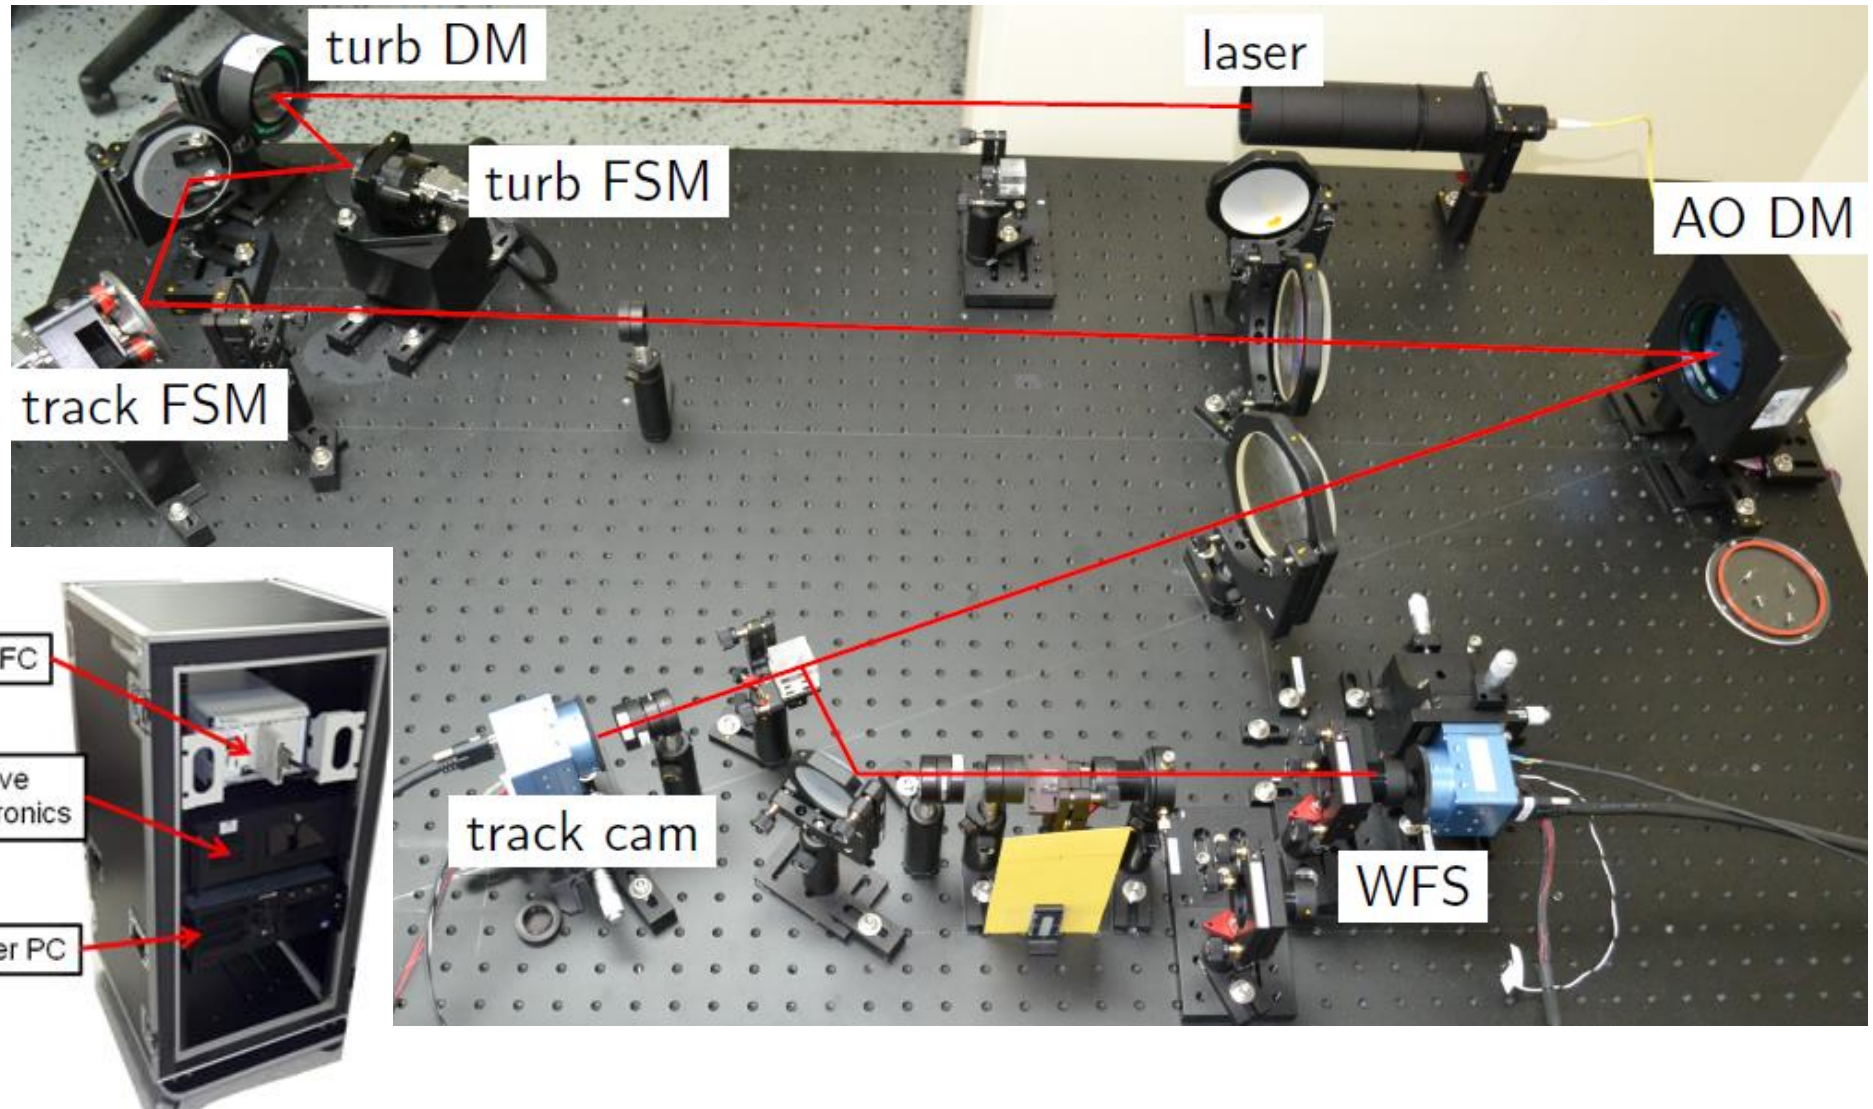 turb DM
laser
turb FSM
AO DM
track FSM
FC
ve
ronics
er PC
track cam
WFS